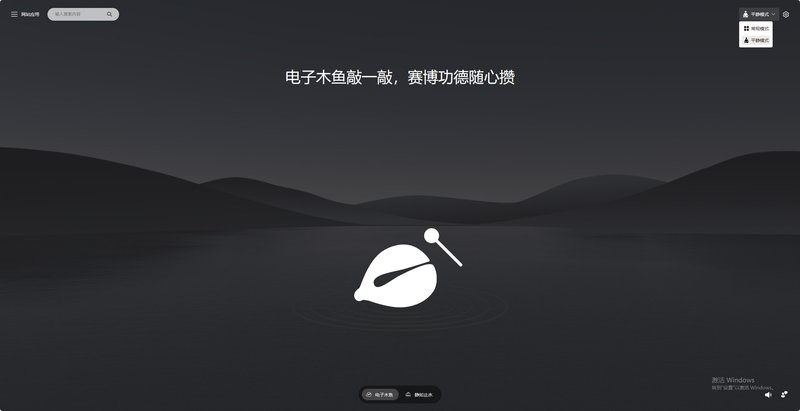 网站应用
输入搜索内容
平静模式
常规模式
平静模式
电子木鱼敲一敲，赛博功德随心攒
激活 Windows
转到"设置"以激活 Windows。
电子木鱼
静如止水